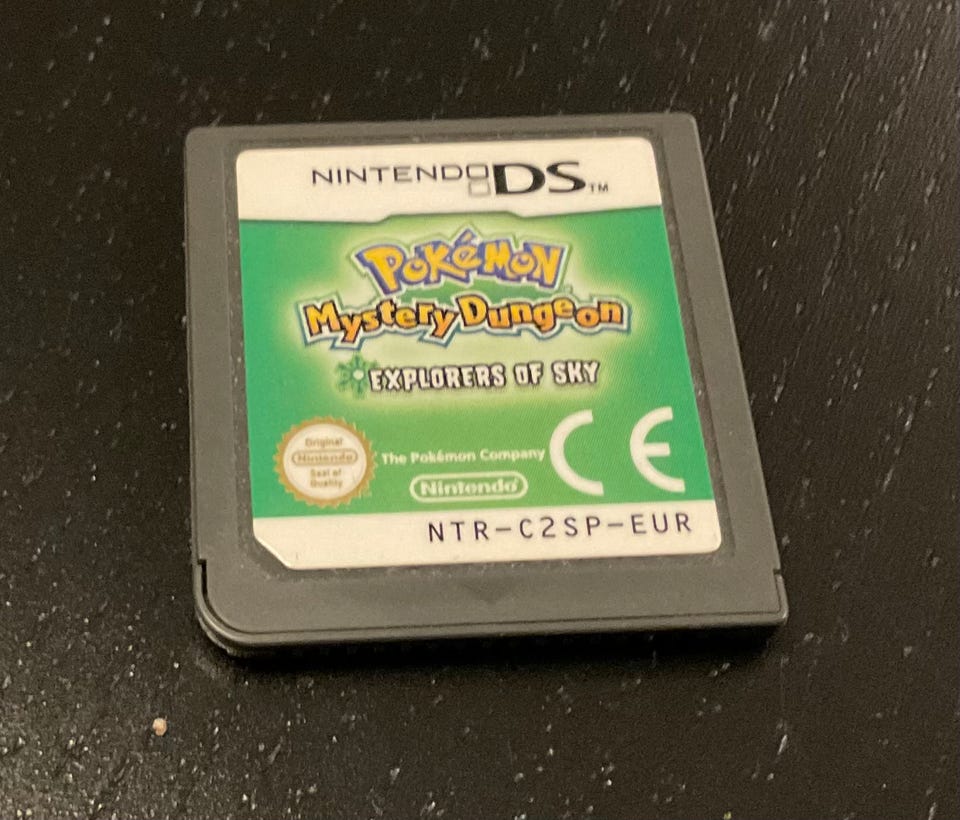 NINTENDO DS™
POKéMON
Mystery Dungeon
EXPLORERS OF SKY
Original
Nintendo
Seal of
Quality
The Pokémon Company
Nintendo
CE
NTR-C2SP-EUR